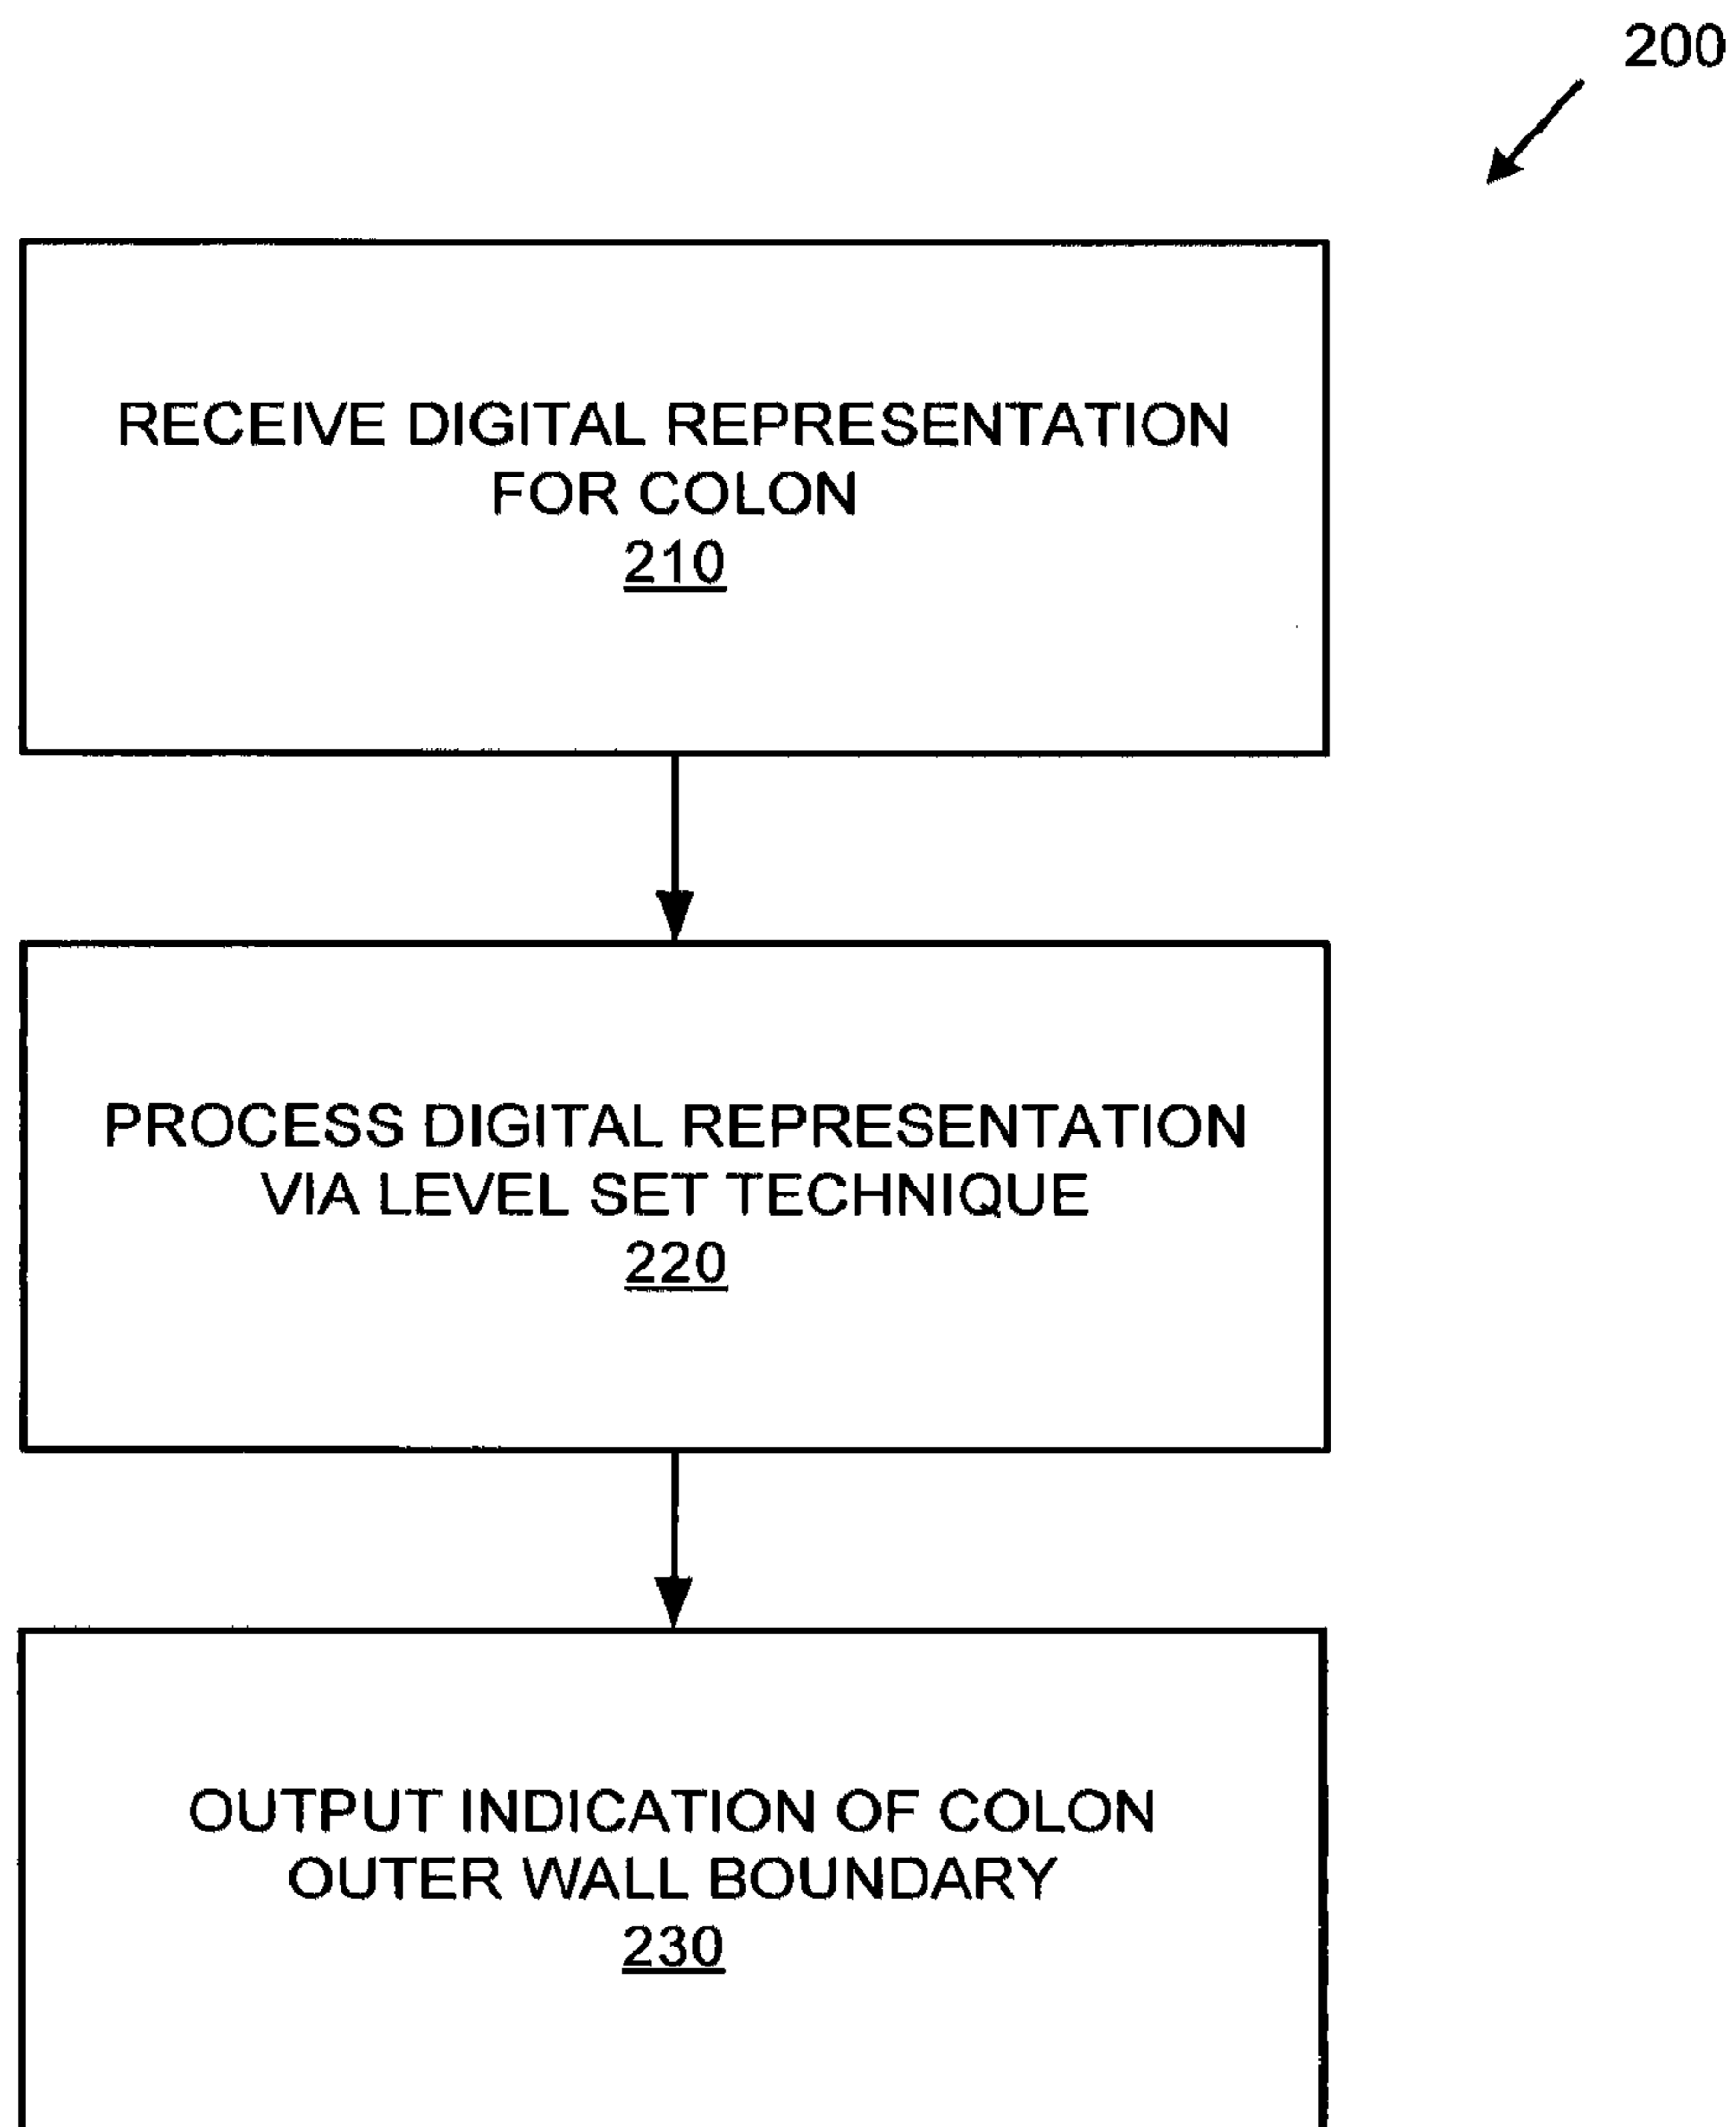 200
RECEIVE DIGITAL REPRESENTATION
FOR COLON
210
PROCESS DIGITAL REPRESENTATION
VIA LEVEL SET TECHNIQUE
220
OUTPUT INDICATION OF COLON
OUTER WALL BOUNDARY
230